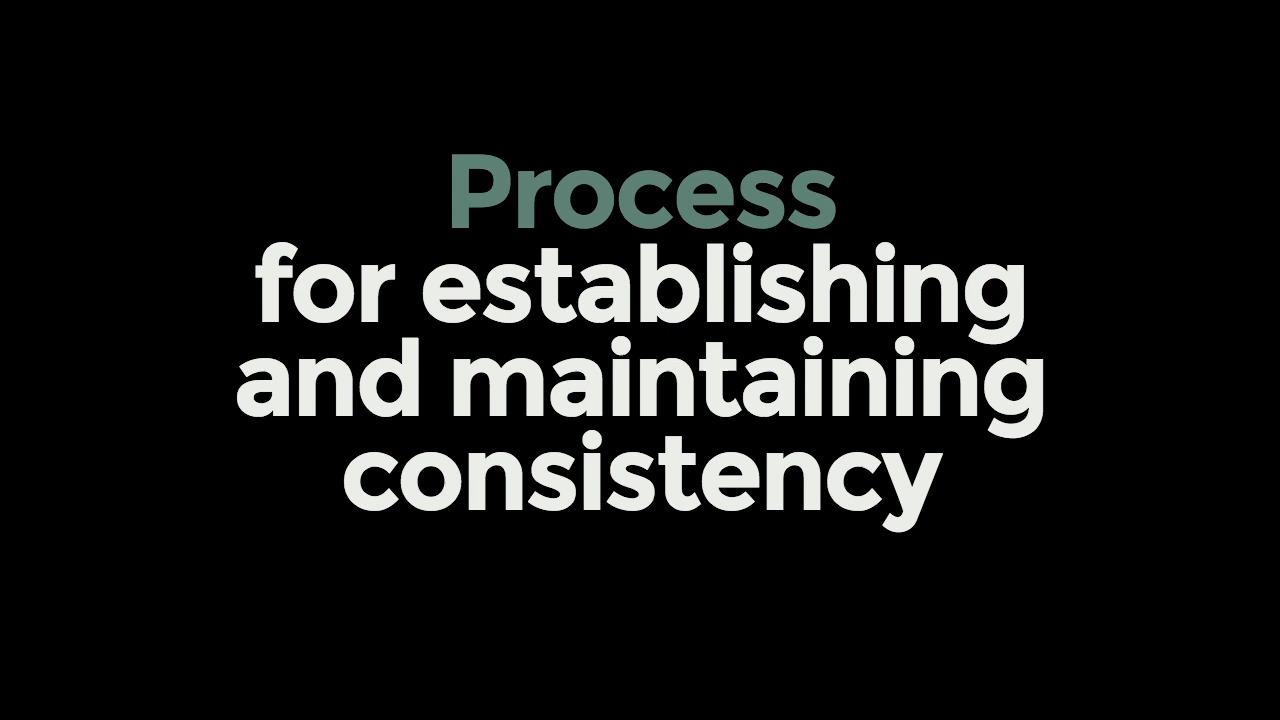 Process
for establishing
and maintaining
consistency